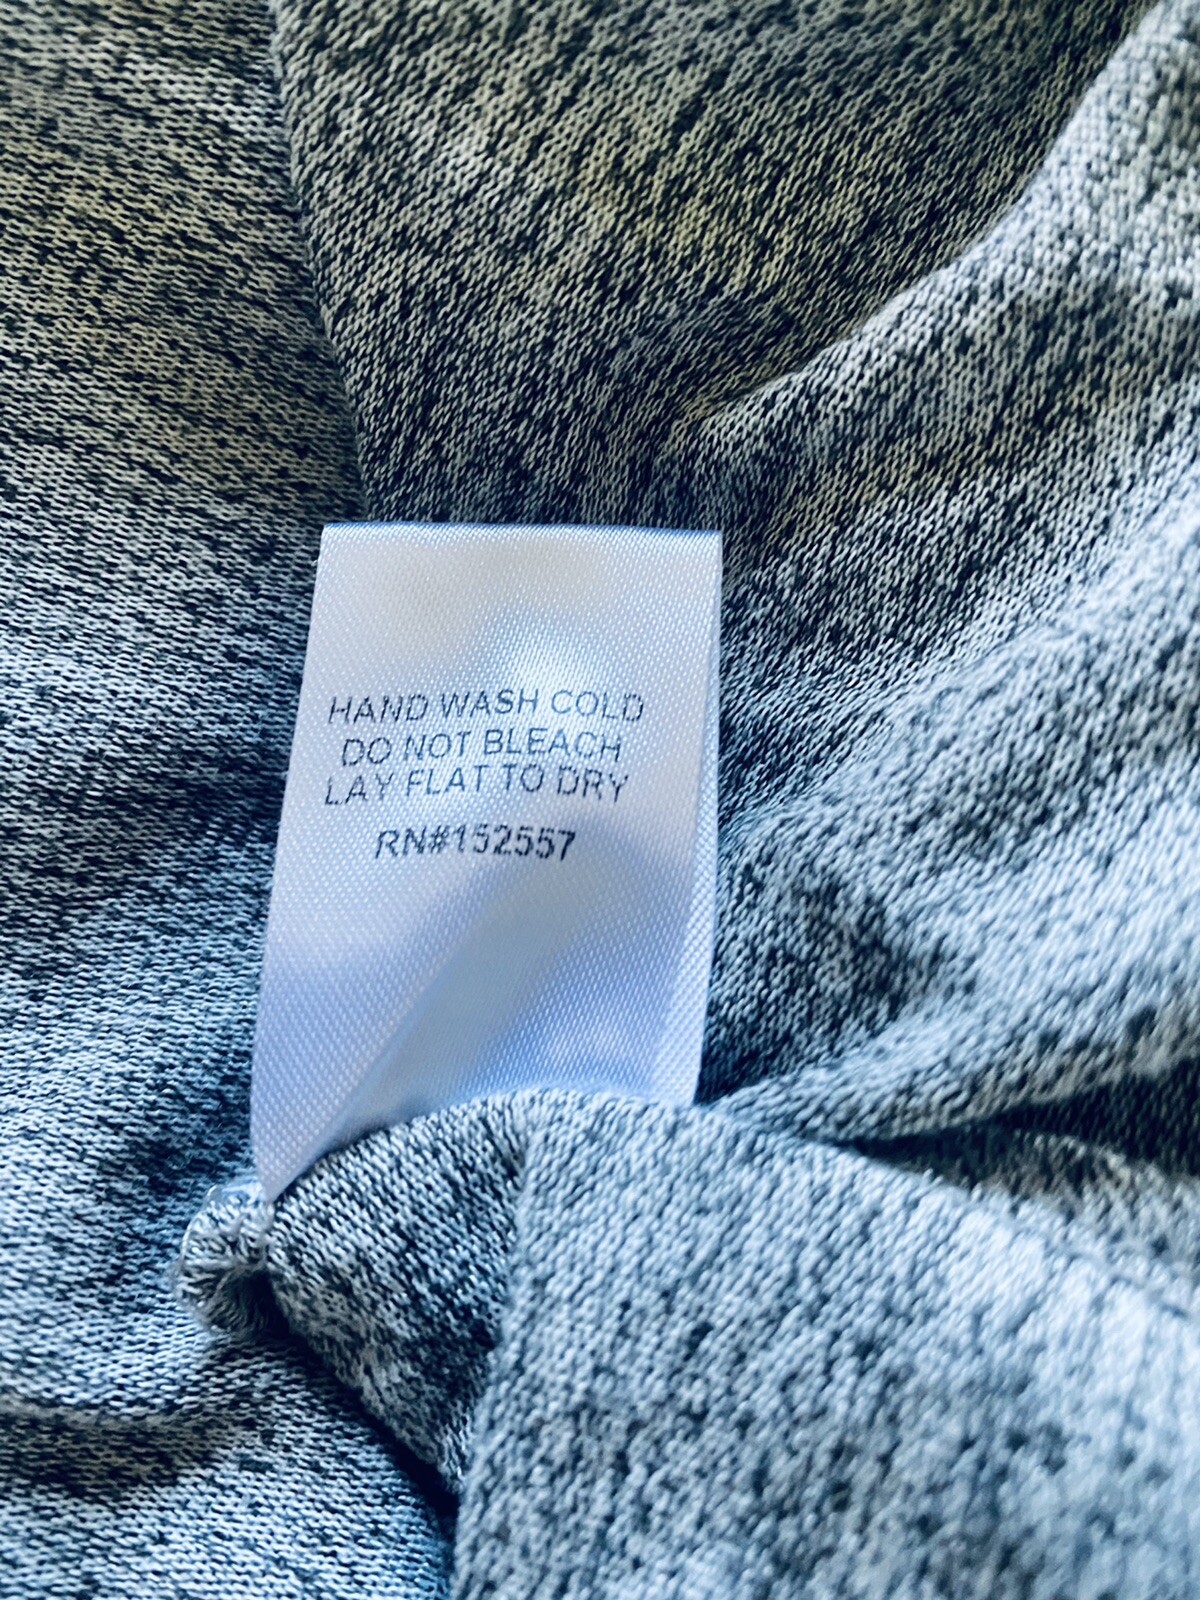 HAND WASH COLD
DO NOT BLEACH
LAY FLAT TO DRY
RN#152557